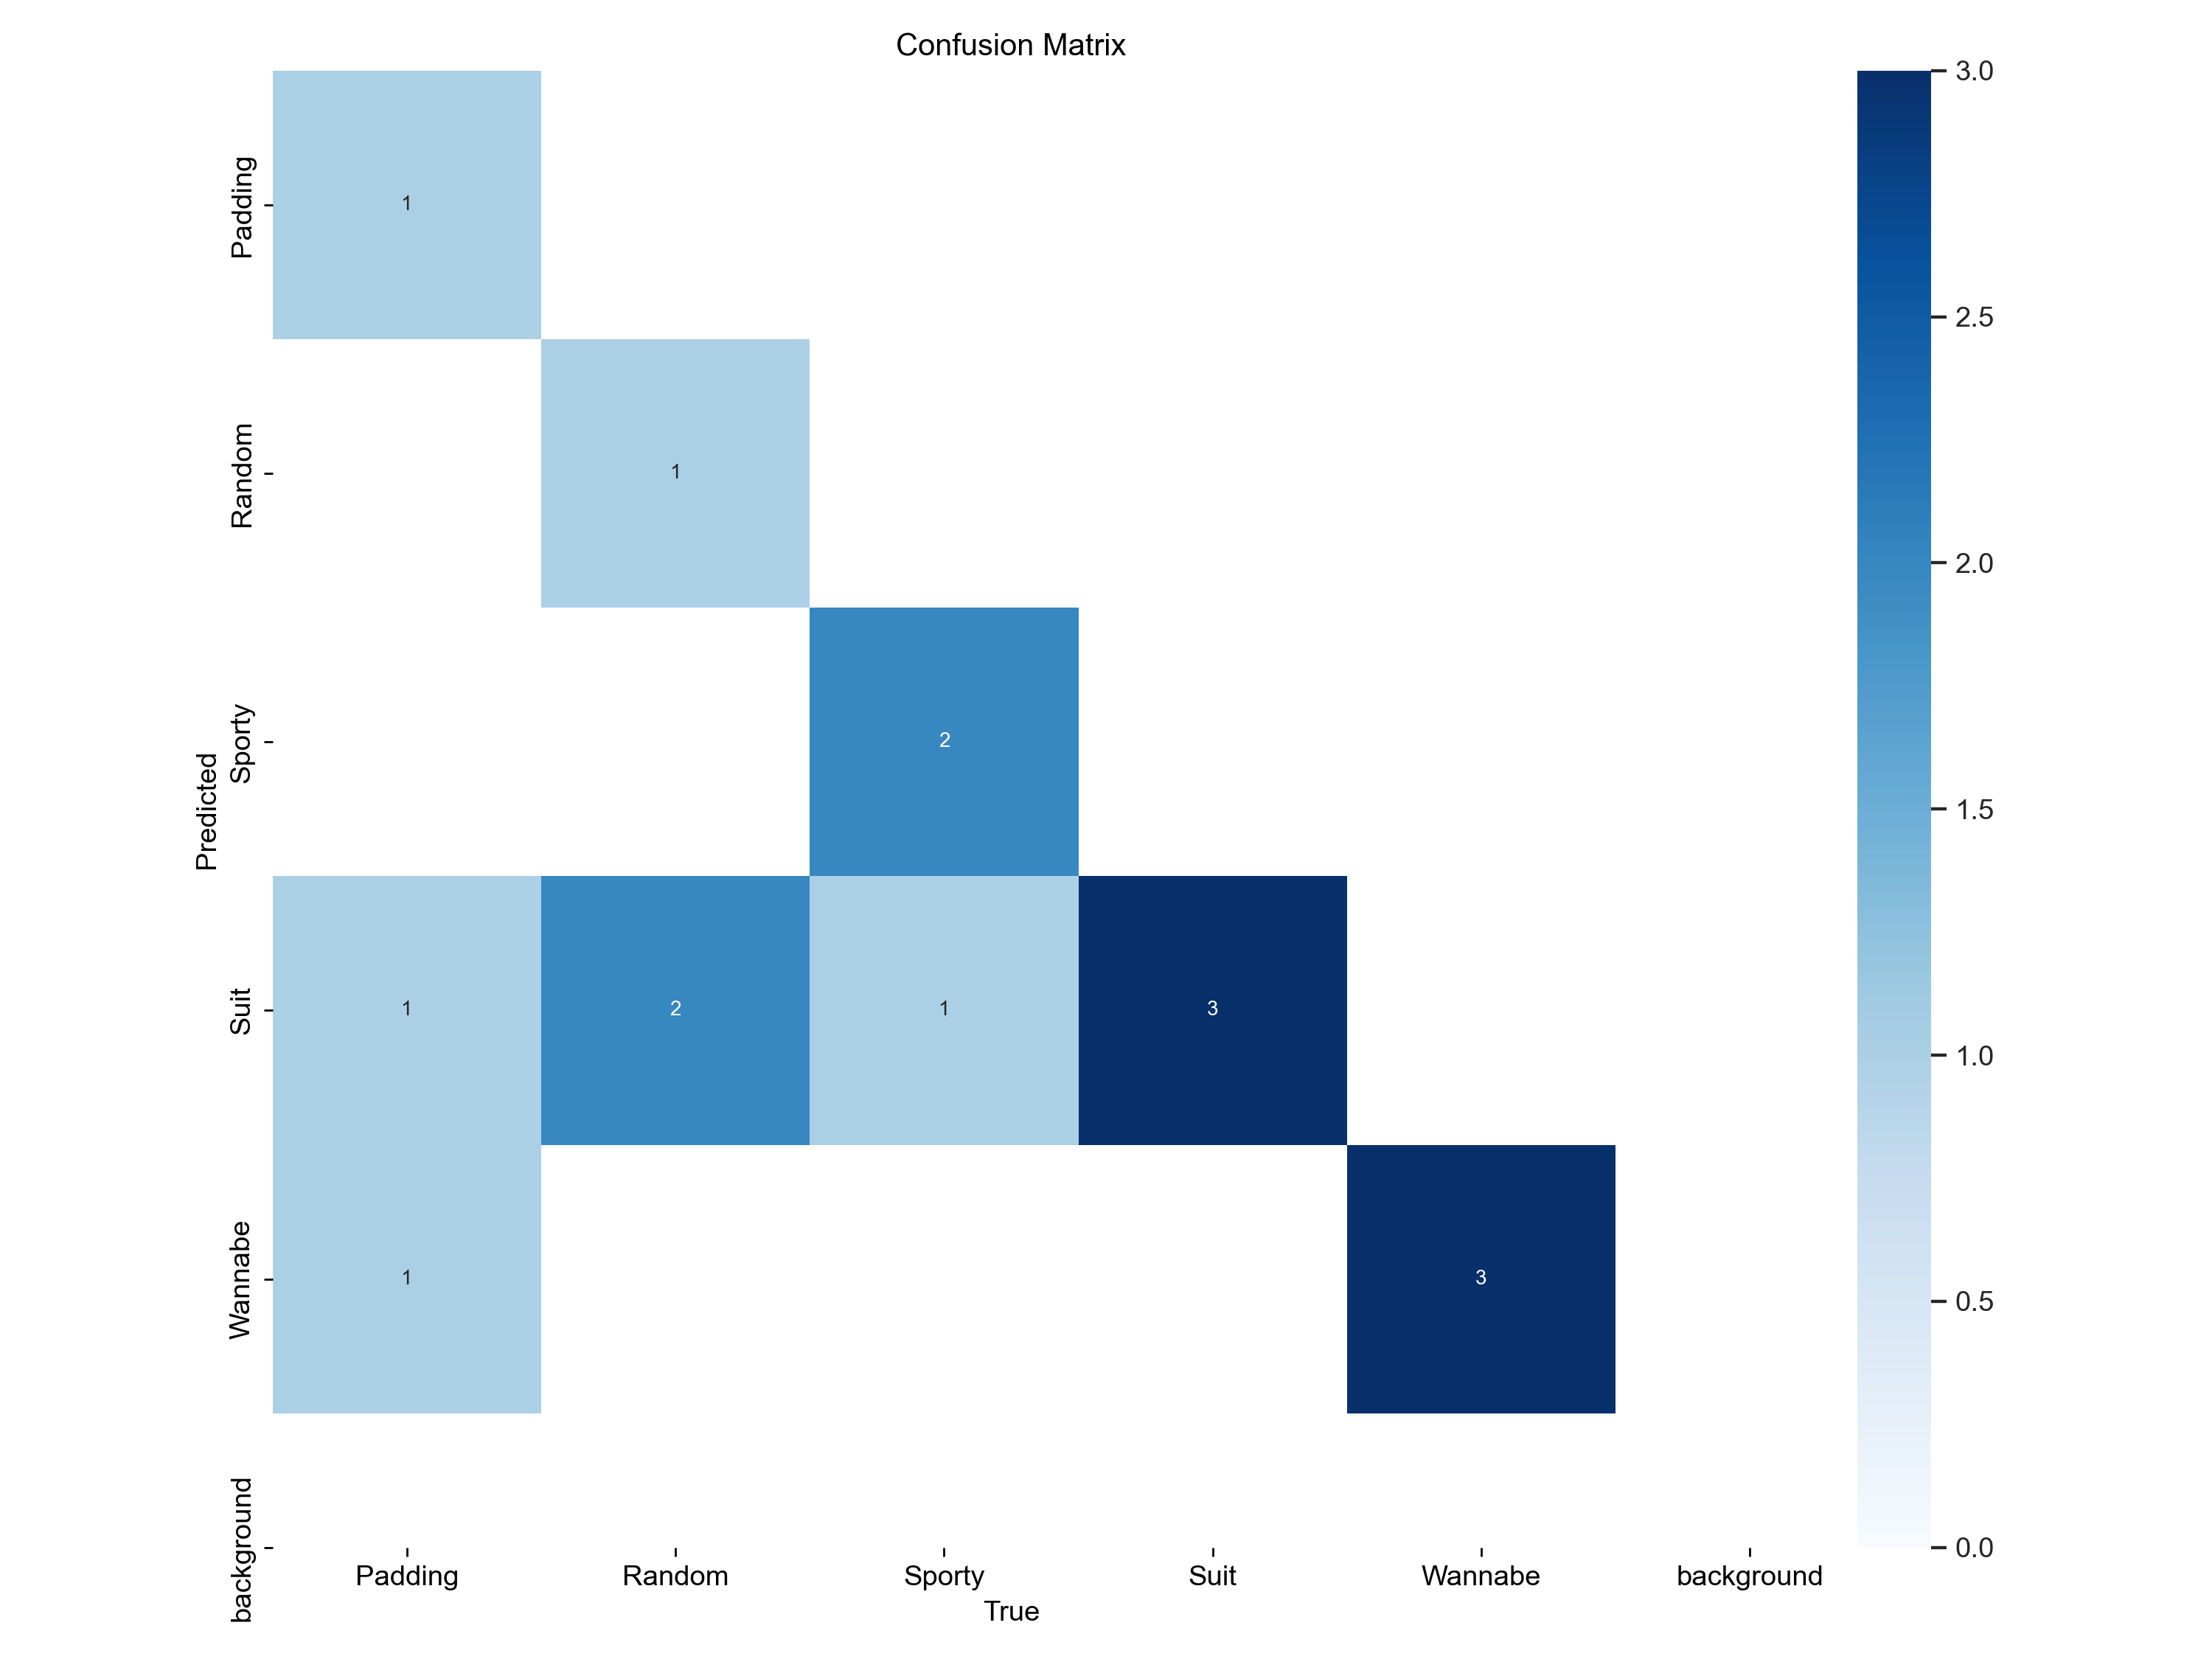 Confusion Matrix
Predicted
Padding
Random
Sporty
Suit
Wannabe
background
1
1
2
1 2 1 3
1 3
Padding Random Sporty Suit Wannabe background
True
3.0
2.5
2.0
1.5
1.0
0.5
0.0